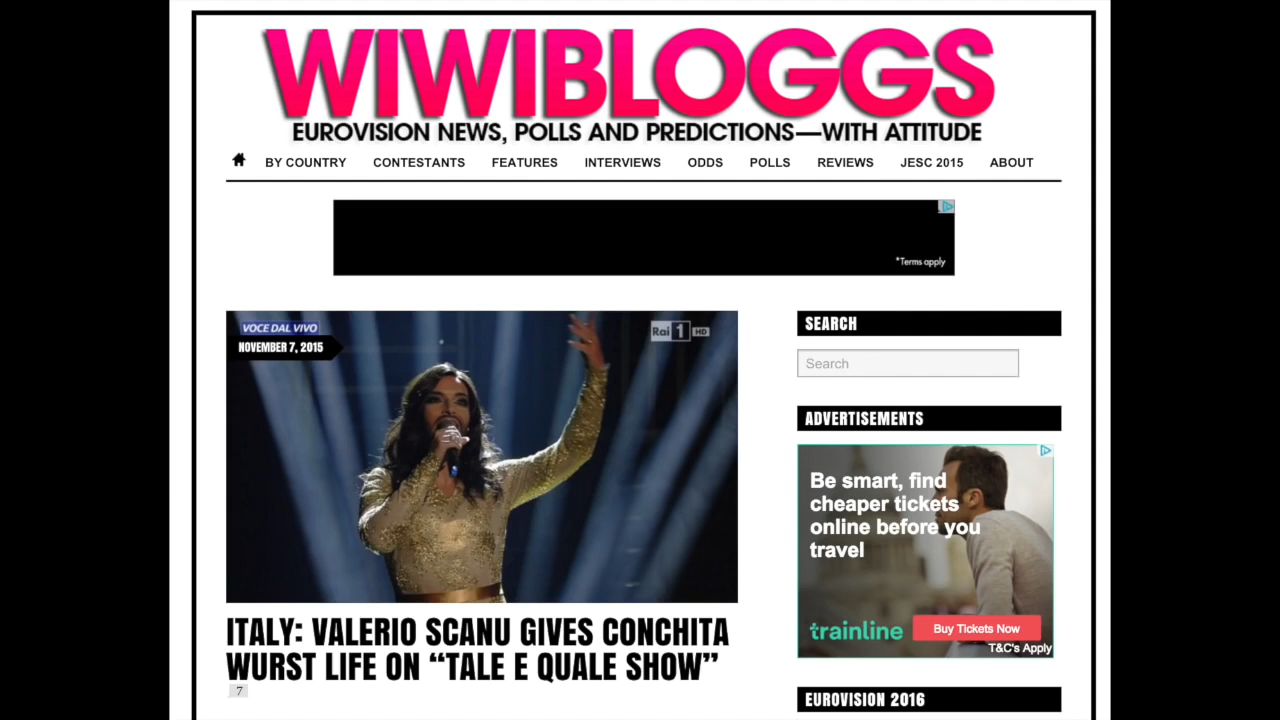 WIWIBLOGGS
EUROVISION NEWS, POLLS AND PREDICTIONS—WITH ATTITUDE
BY COUNTRY CONTESTANTS FEATURES INTERVIEWS ODDS POLLS REVIEWS JESC 2015 ABOUT
*Terms apply
VOCE DAL VIVO
Rai 1 HD
NOVEMBER 7, 2015
ITALY: VALERIO SCANU GIVES CONCHITA
WURST LIFE ON “TALE E QUALE SHOW”
7
SEARCH
Search
ADVERTISEMENTS
Be smart, find
cheaper tickets
online before you
travel
trainline
Buy Tickets Now
T&C's Apply
EUROVISION 2016